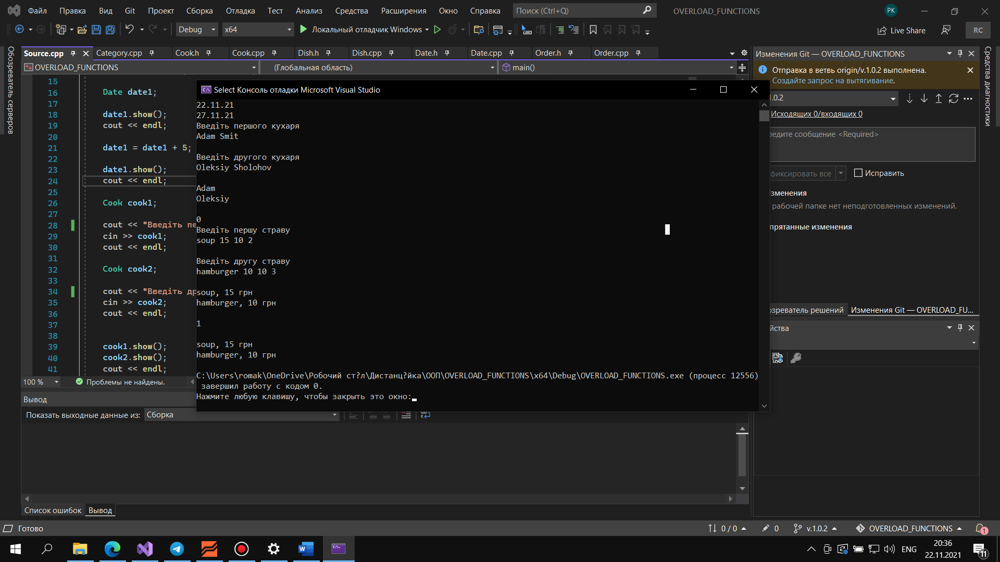 Файл Правка Вид Git Проект Сборка Отладка Тест Анализ Средства Расширения Окно Справка Поиск (Ctrl+Q) OVERLOAD_FUNCTIONS PK
Debug x64 Локальный отладчик Windows Live Share RC
Обозреватель серверов
Source.cpp Category.cpp Cook.h Cook.cpp Dish.h Dish.cpp Date.h Date.cpp Order.h Order.cpp
OVERLOAD_FUNCTIONS (Глобальная область) main()
15
16 Date date1;
17
18 date1.show();
19 cout << endl;
20
21 date1 = date1 + 5;
22
23 date1.show();
24 cout << endl;
25
26 Cook cook1;
27
28 cout << "Введіть пе
29 cin >> cook1;
30 cout << endl;
31
32 Cook cook2;
33
34 cout << "Введіть др
35 cin >> cook2;
36 cout << endl;
37
38
39 cook1.show();
40 cook2.show();
41 cout << endl;
100 % Проблемы не найдены.
Select Консоль отладки Microsoft Visual Studio
22.11.21
27.11.21
Введіть першого кухаря
Adam Smit
Введіть другого кухаря
Oleksiy Sholohov
Adam
Oleksiy
0
Введіть першу страву
soup 15 10 2
Введіть другу страву
hamburger 10 10 3
soup, 15 грн
hamburger, 10 грн
1
soup, 15 грн
hamburger, 10 грн
C:\Users\romak\OneDrive\Робочий ст?л\Дистанц?йка\ООП\OVERLOAD_FUNCTIONS\x64\Debug\OVERLOAD_FUNCTIONS.exe (процесс 12556)
завершил работу с кодом 0.
Нажмите любую клавишу, чтобы закрыть это окно:
Изменения Git — OVERLOAD_FUNCTIONS
Отправка в ветвь origin/v.1.0.2 выполнена.
Создайте запрос на вытягивание.
1.0.2
Исходящих 0/входящих 0
ведите сообщение <Required>
фиксировать все Исправить
зменения
рабочей папке нет неподготовленных изменений.
прятанные изменения
озреватель решений Изменения Git — OVERLOAD_FU...
йства
Средства диагностики
Вывод
Показать выходные данные из: Сборка
Список ошибок Вывод
Готово 0 / 0 0 v.1.0.2 OVERLOAD_FUNCTIONS 1
ENG 20:36
22.11.2021
11